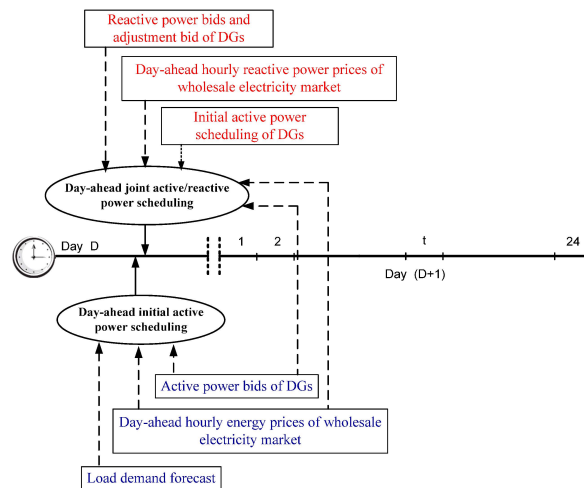 Reactive power bids and
adjustment bid of DGs
Day-ahead hourly reactive power prices of
wholesale electricity market
Initial active power
scheduling of DGs
Day-ahead joint active/reactive
power scheduling
Day D
1 2 t 24
Day (D+1)
Day-ahead initial active
power scheduling
Active power bids of DGs
Day-ahead hourly energy prices of wholesale
electricity market
Load demand forecast